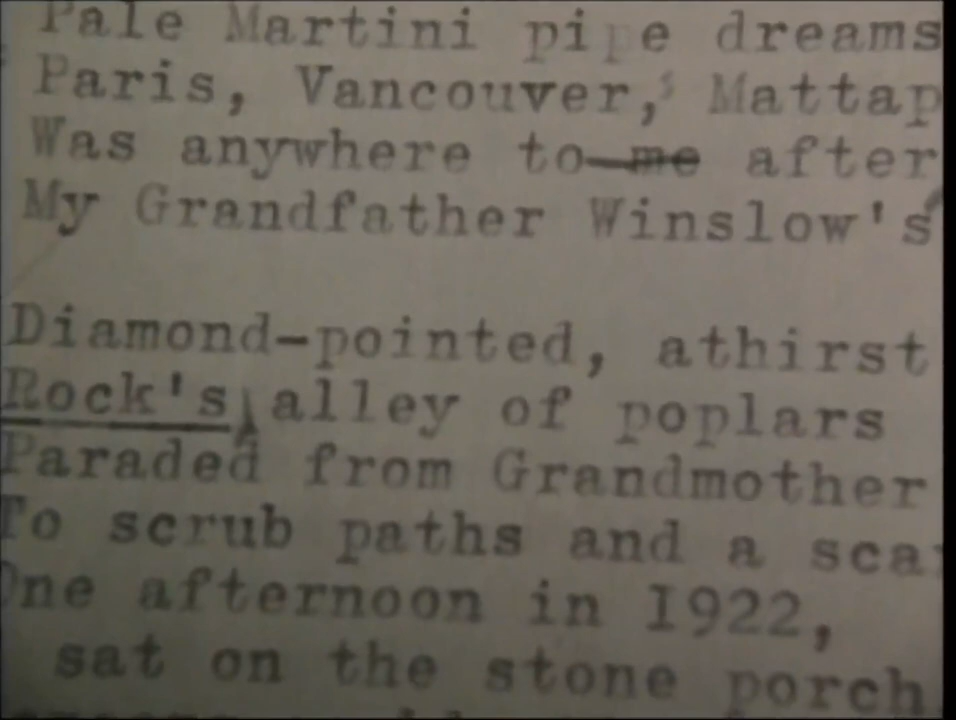 Pale Martini pipe dreams
Paris, Vancouver, Mattap
Was anywhere to me after
My Grandfather Winslow's

Diamond-pointed, athirst
Rock's alley of poplars
Paraded from Grandmother
To scrub paths and a sca
One afternoon in 1922,
sat on the stone porch